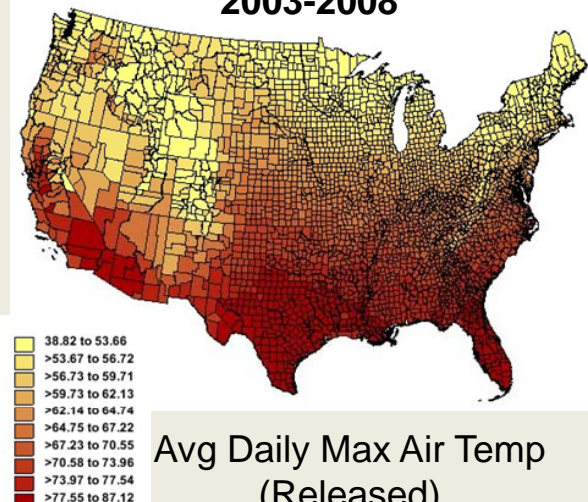 2003-2008
38.82 to 53.66
>53.67 to 56.72
>56.73 to 59.71
>59.73 to 62.13
>62.14 to 64.74
>64.75 to 67.22
>67.23 to 70.55
>70.58 to 73.96
>73.97 to 77.54
>77.55 to 87.12
Avg Daily Max Air Temp
(Released)